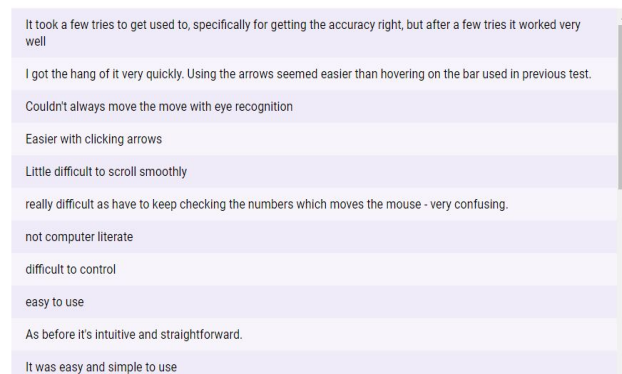 It took a few tries to get used to, specifically for getting the accuracy right, but after a few tries it worked very
well
I got the hang of it very quickly. Using the arrows seemed easier than hovering on the bar used in previous test.
Couldn't always move the move with eye recognition
Easier with clicking arrows
Little difficult to scroll smoothly
really difficult as have to keep checking the numbers which moves the mouse - very confusing.
not computer literate
difficult to control
easy to use
As before it's intuitive and straightforward.
It was easy and simple to use